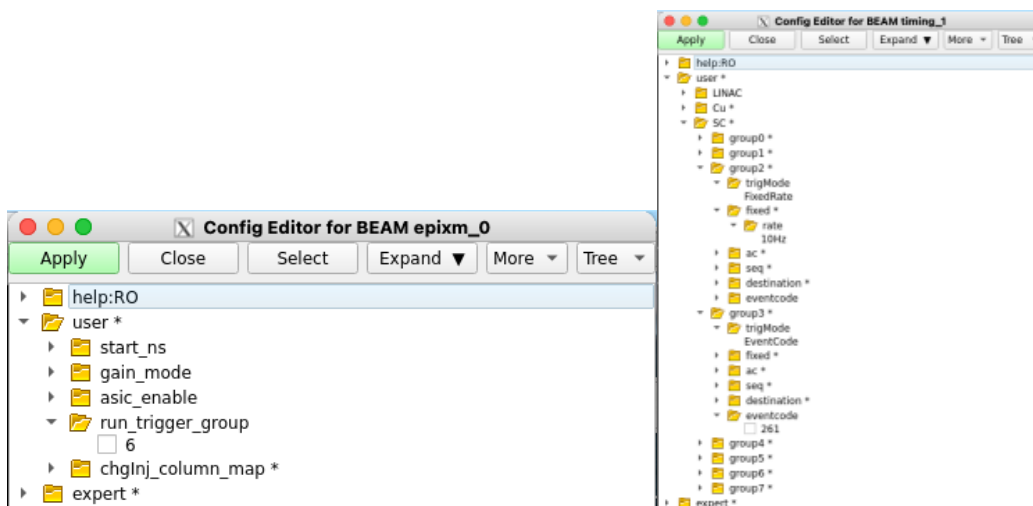 Config Editor for BEAM epixm_0
Apply Close Select Expand ▼ More Tree
help:RO
user *
start_ns
gain_mode
asic_enable
run_trigger_group
6
chgInj_column_map *
expert *
Config Editor for BEAM timing_1
Apply Close Select Expand ▼ More Tree
help:RO
user *
LINAC
Cu *
SC *
group0 *
group1 *
group2 *
trigMode
FixedRate
fixed *
rate
10Hz
ac *
seq *
destination *
eventcode
group3 *
trigMode
EventCode
fixed *
ac *
seq *
destination *
eventcode
261
group4 *
group5 *
group6 *
group7 *
expert *